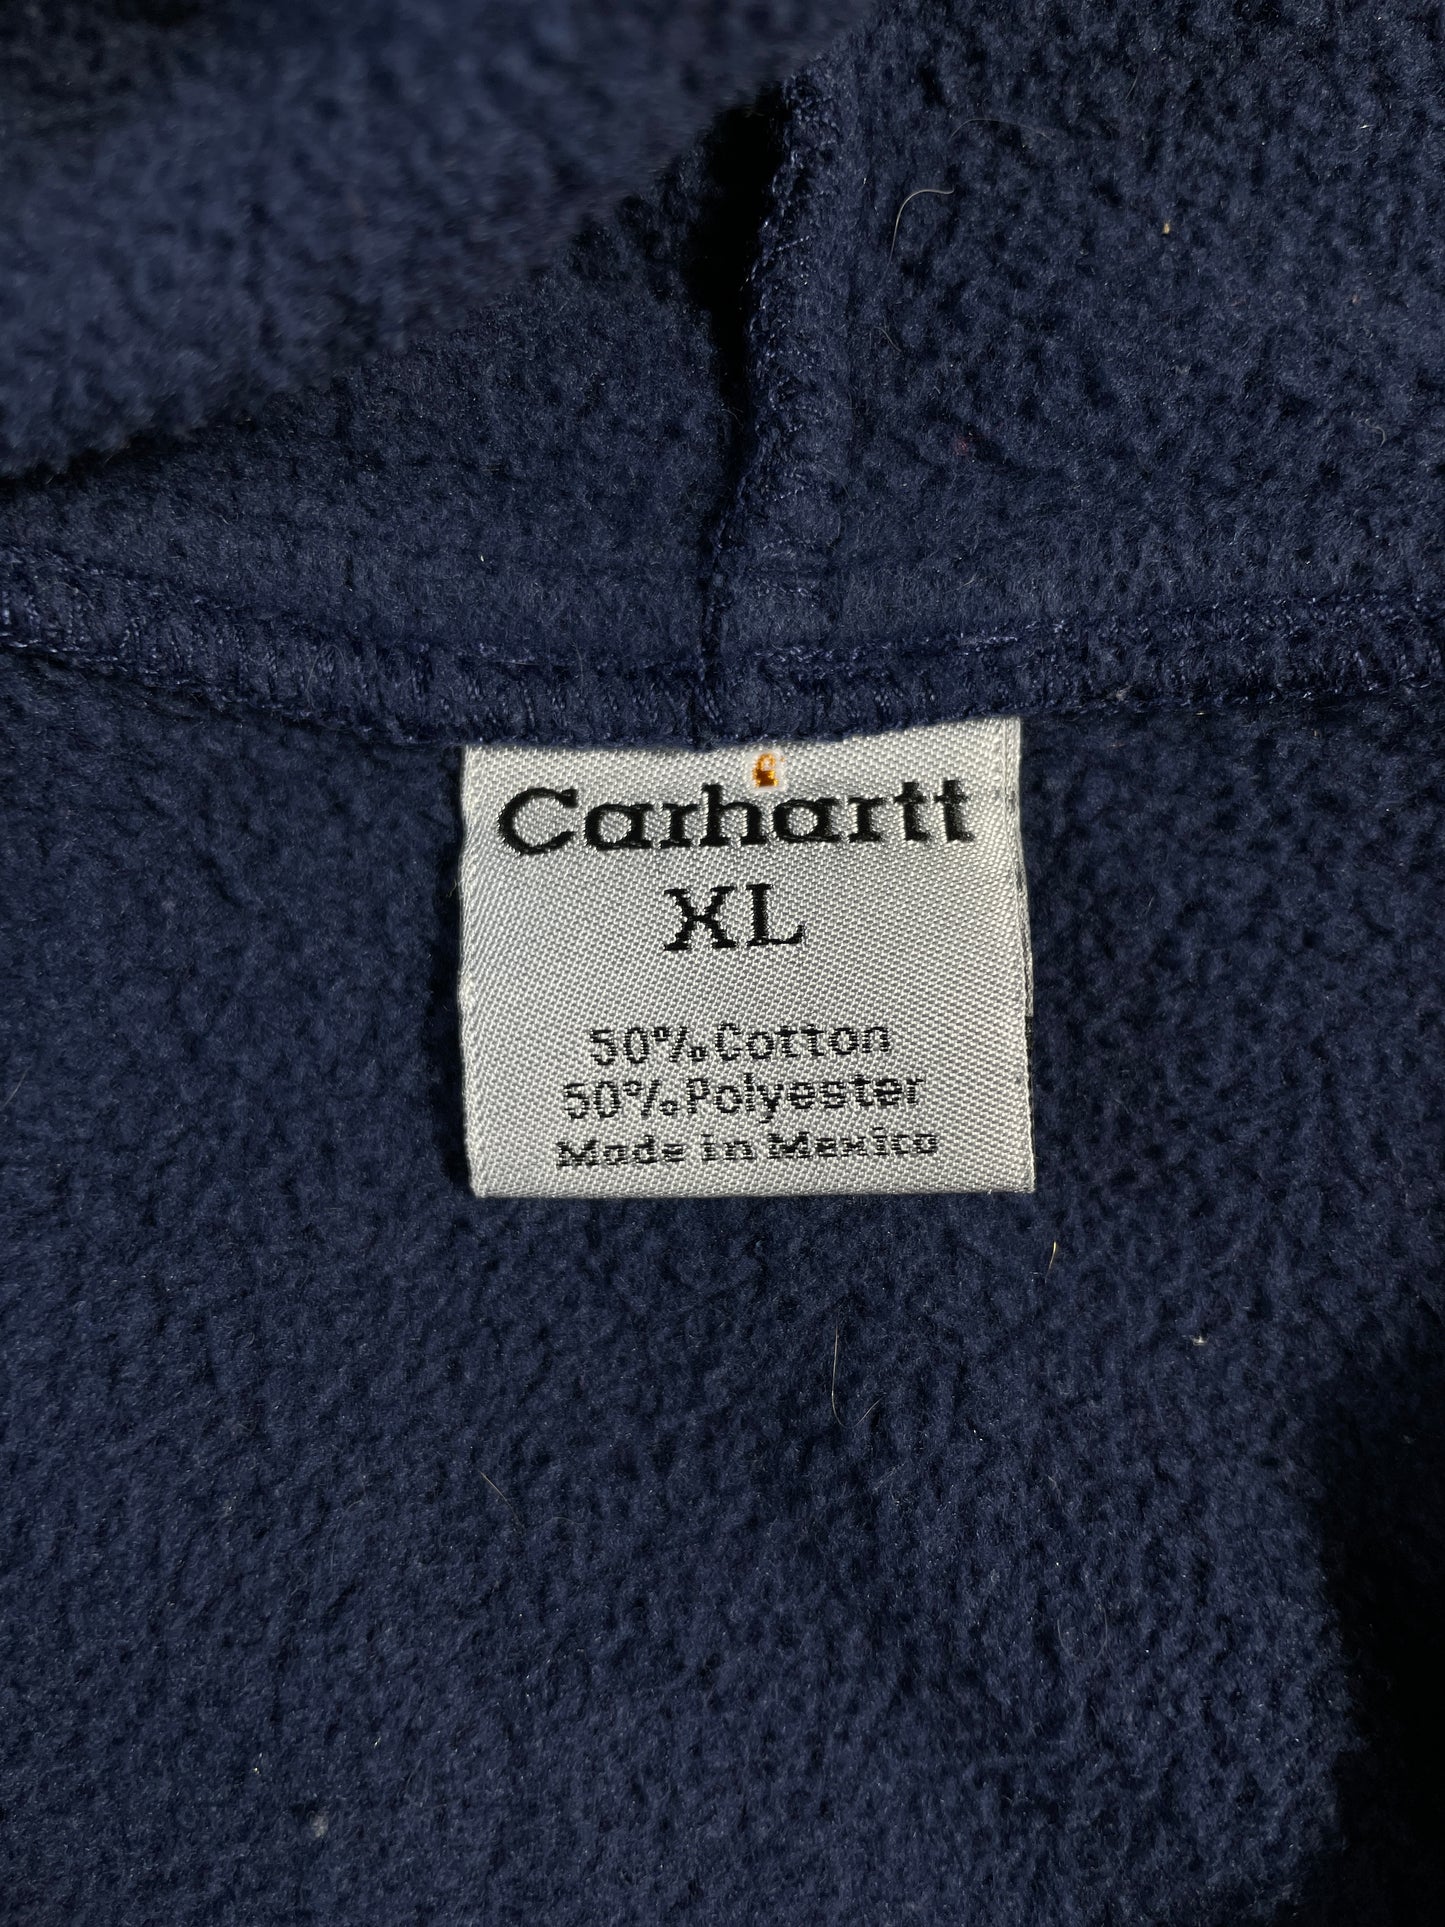 Carhartt
XL
50% Cotton
50% Polyester
Made in Mexico